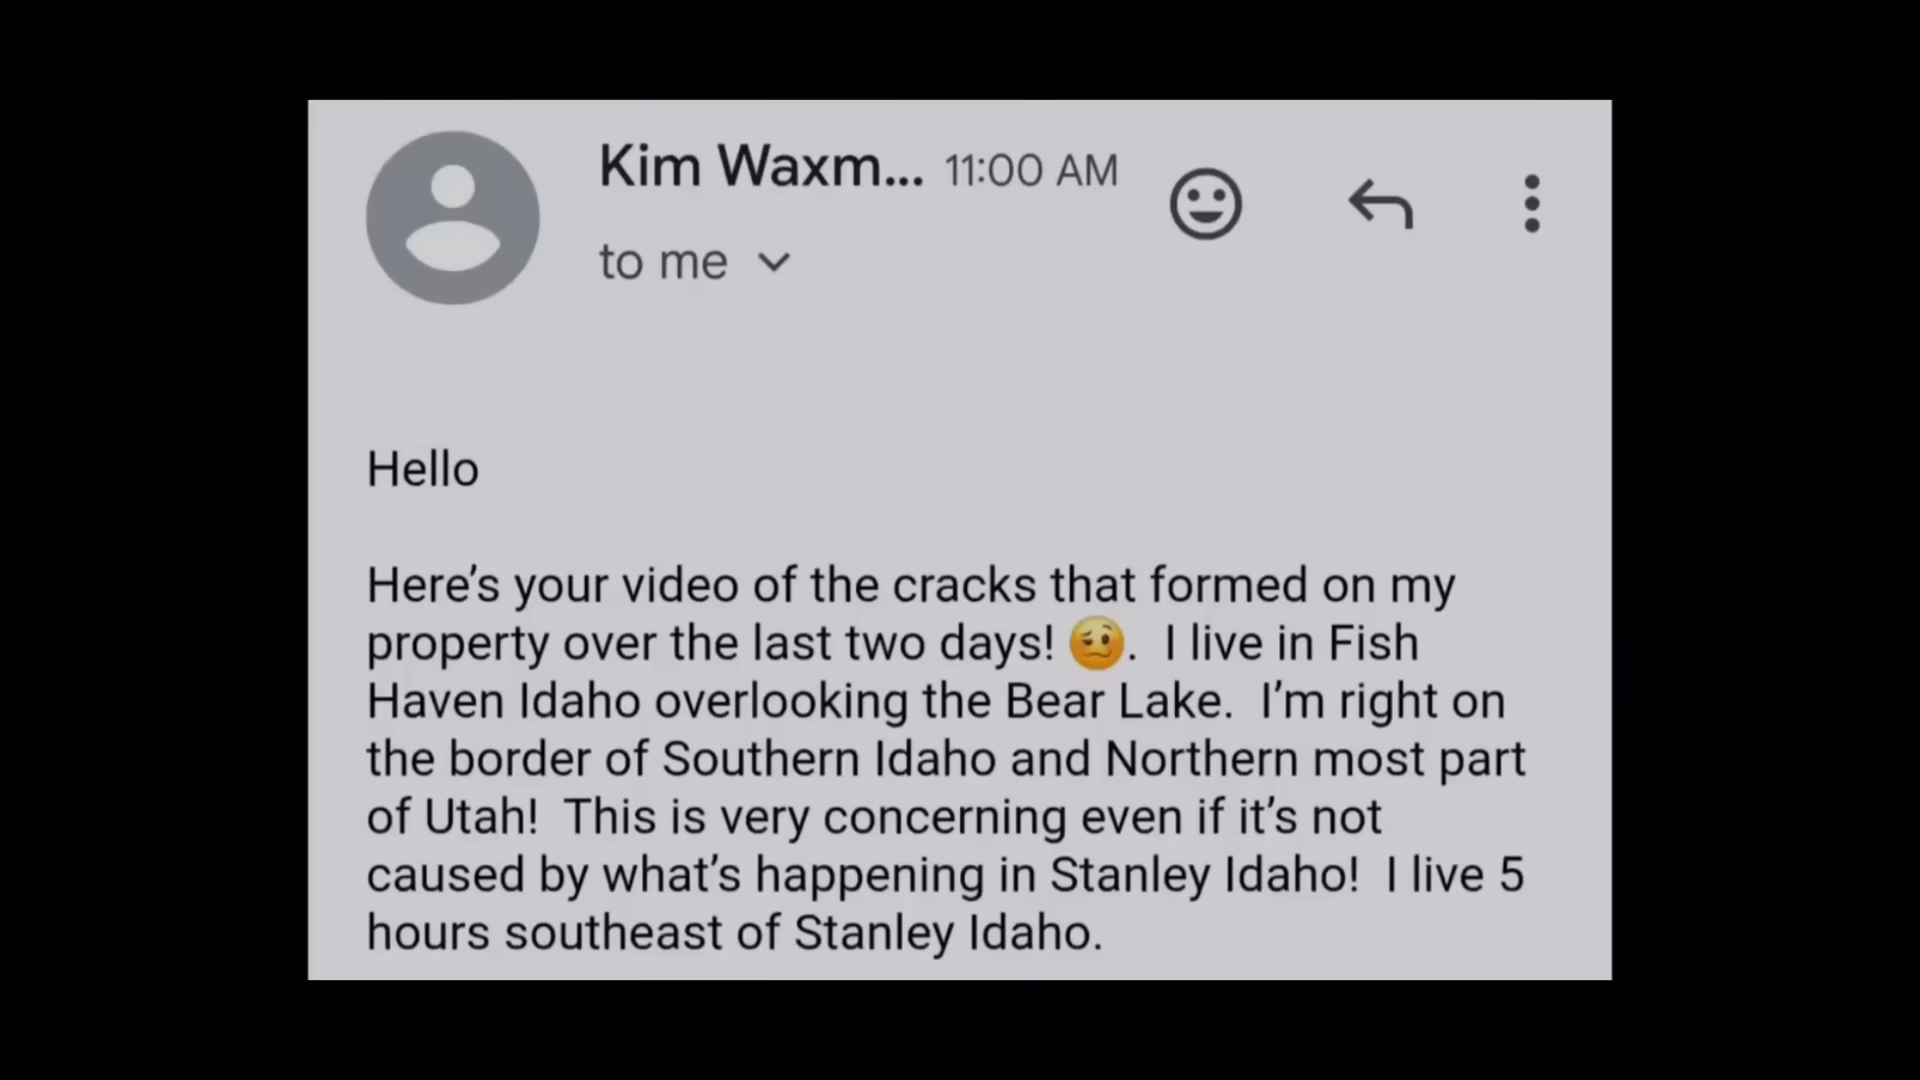 Kim Waxm... 11:00 AM
to me
Hello
Here’s your video of the cracks that formed on my
property over the last two days! 🥴.  I live in Fish
Haven Idaho overlooking the Bear Lake.  I’m right on
the border of Southern Idaho and Northern most part
of Utah!  This is very concerning even if it’s not
caused by what’s happening in Stanley Idaho!  I live 5
hours southeast of Stanley Idaho.